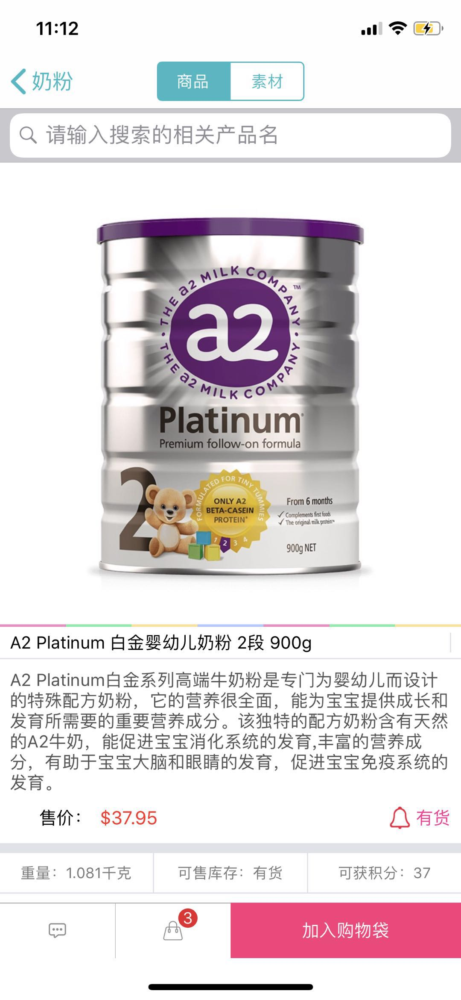 11:12
奶粉
商品
素材
请输入搜索的相关产品名
THE a2 MILK COMPANY
TM
a2
THE a2 MILK COMPANY
Platinum
Premium follow-on formula
2
FORMULATED FOR TINY TUMMIES
ONLY A2
BETA-CASEIN
PROTEIN*
1 2 3 4
From 6 months
✓ Complements first foods
✓ The original milk protein™
900g NET
A2 Platinum 白金婴幼儿奶粉 2段 900g
A2 Platinum白金系列高端牛奶粉是专门为婴幼儿而设计
的特殊配方奶粉，它的营养很全面，能为宝宝提供成长和
发育所需要的重要营养成分。该独特的配方奶粉含有天然
的A2牛奶，能促进宝宝消化系统的发育,丰富的营养成
分，有助于宝宝大脑和眼睛的发育，促进宝宝免疫系统的
发育。
售价： $37.95
有货
重量：1.081千克
可售库存：有货
可获积分：37
3
加入购物袋